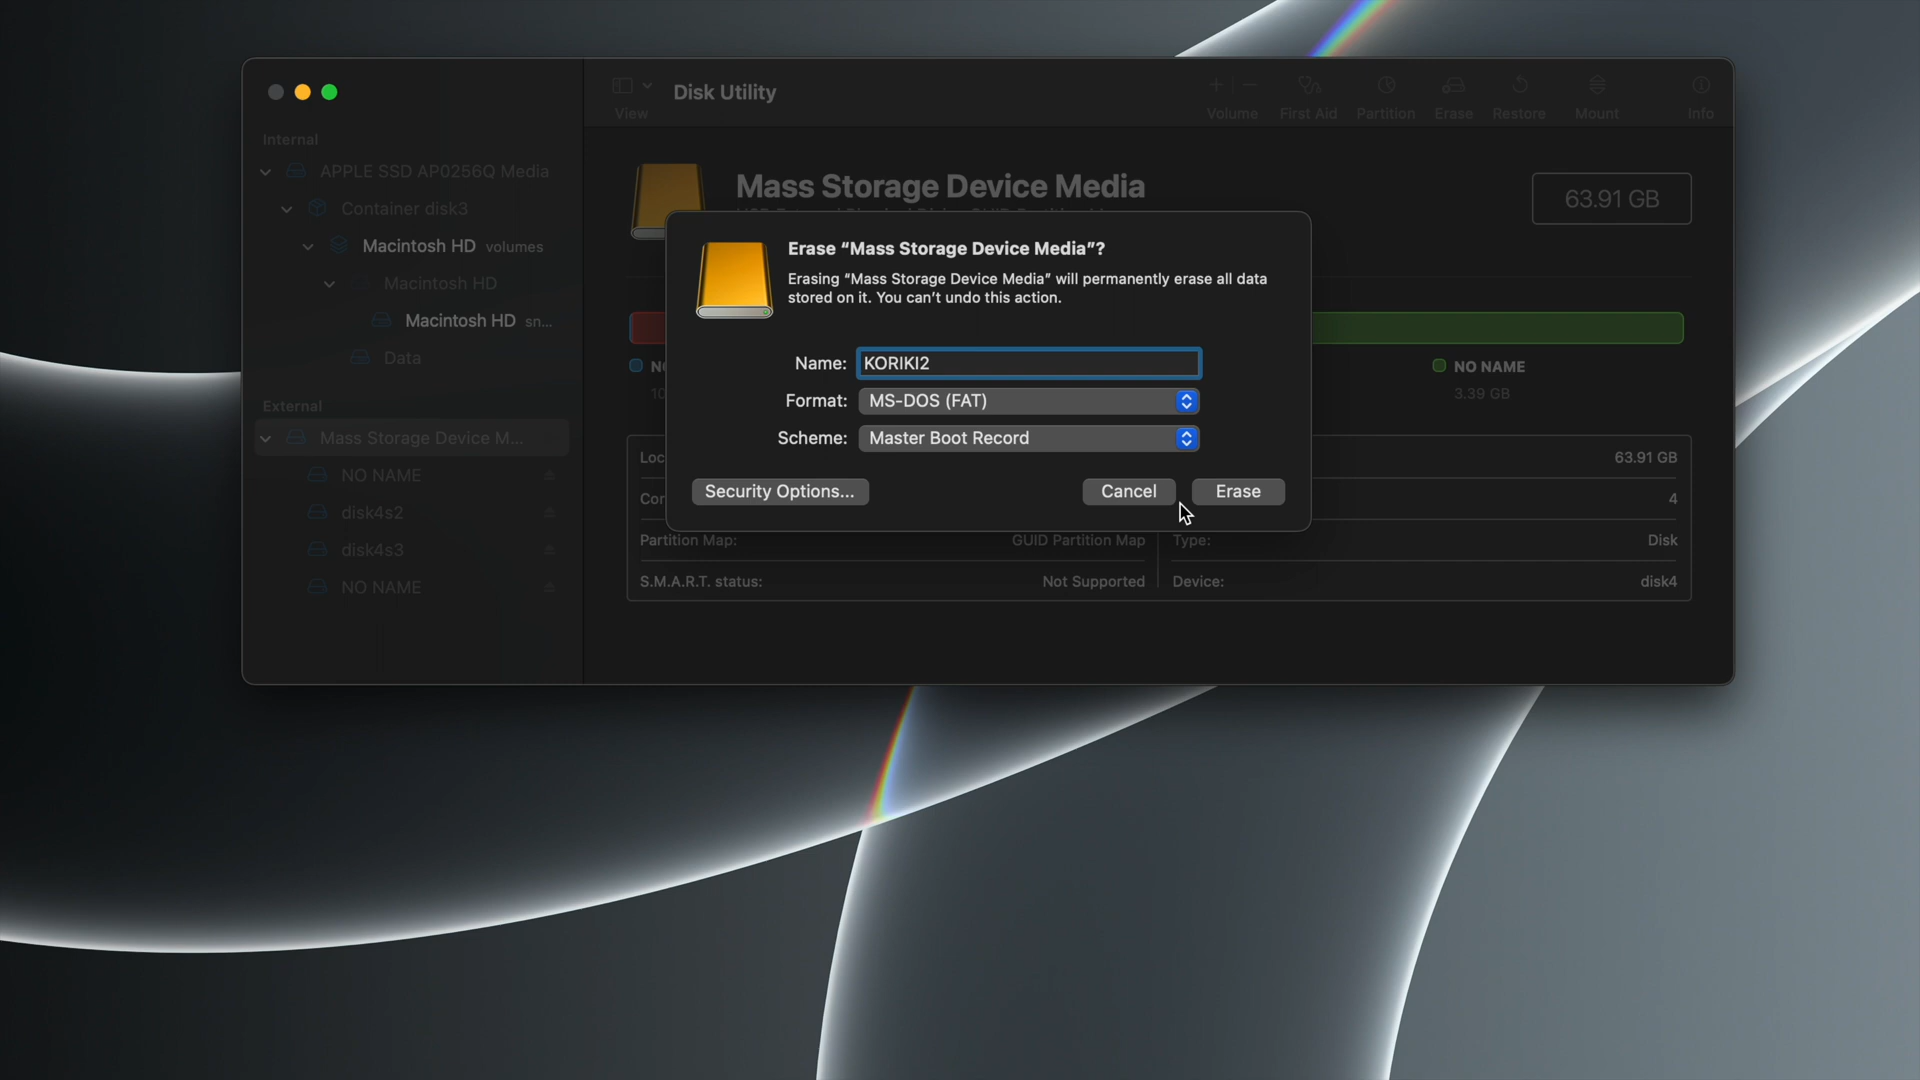 Disk Utility
View
Volume
First Aid
Partition
Erase
Restore
Mount
Info
Internal
APPLE SSD AP0256Q Media
Container disk3
Macintosh HD volumes
Macintosh HD
Macintosh HD sn...
Data
External
Mass Storage Device M...
NO NAME
disk4s2
disk4s3
NO NAME
Mass Storage Device Media
63.91 GB
Erase “Mass Storage Device Media”?
Erasing “Mass Storage Device Media” will permanently erase all data
stored on it. You can’t undo this action.
Name: KORIKI2
Format: MS-DOS (FAT)
Scheme: Master Boot Record
Security Options...
Cancel
Erase
NO NAME
3.39 GB
63.91 GB
4
Partition Map: GUID Partition Map
Type: Disk
S.M.A.R.T. status: Not Supported
Device: disk4